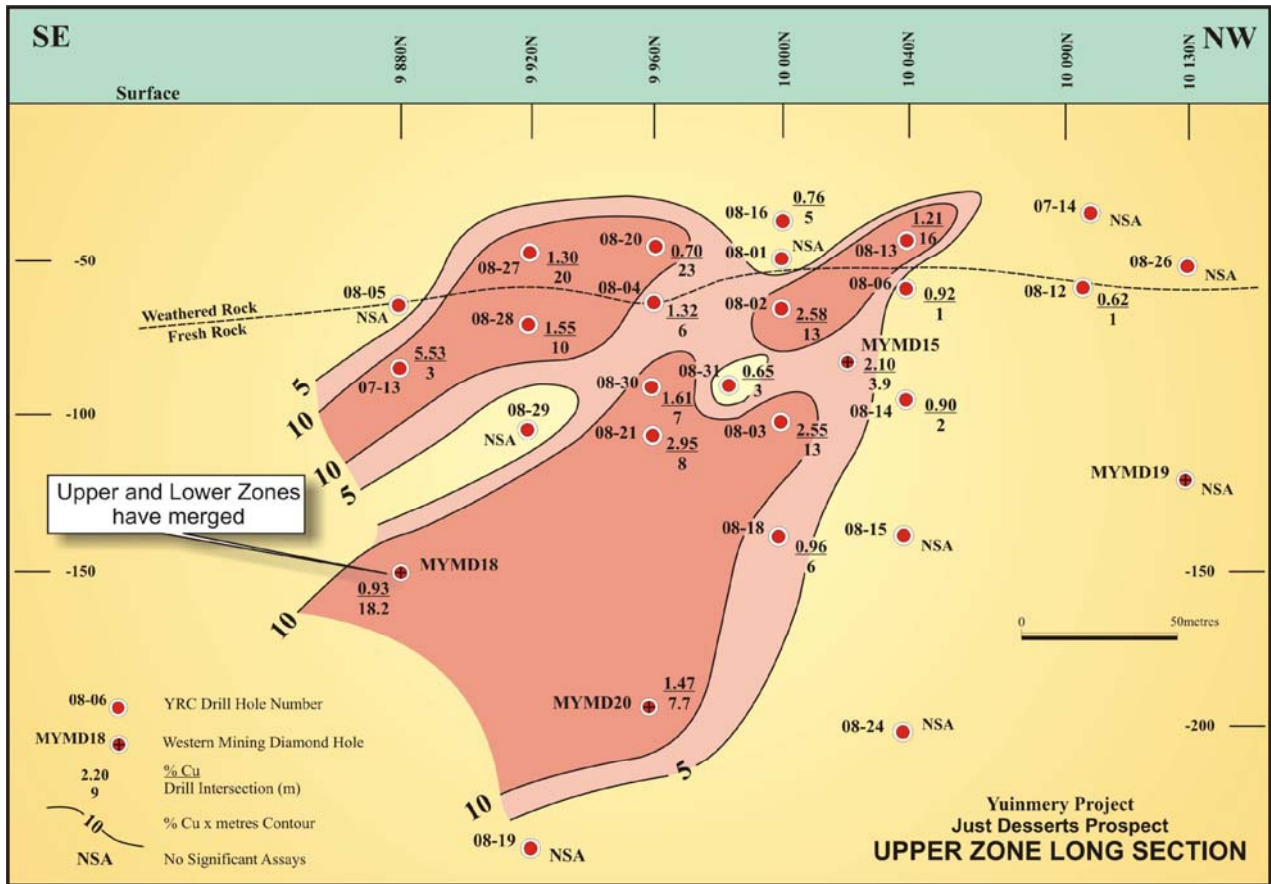 SE
NW
9 880N
9 920N
9 960N
10 000N
10 040N
10 090N
10 130N
Surface
0.76
08-16
5
07-14
NSA
1.21
08-20
0.70
23
08-01
NSA
08-13
16
-50
08-27
1.30
20
08-26
NSA
08-05
NSA
08-04
1.32
6
08-02
2.58
13
08-06
0.92
1
08-12
0.62
1
Weathered Rock
Fresh Rock
08-28
1.55
10
MYMD15
2.10
3.9
5.53
3
07-13
5
08-31
0.65
3
08-30
1.61
7
08-14
0.90
2
-100
10
08-29
NSA
08-21
2.95
8
08-03
2.55
13
10
5
MYMD19
NSA
Upper and Lower Zones
have merged
08-18
0.96
6
08-15
NSA
-150
MYMD18
0.93
18.2
-150
10
0
50metres
MYMD20
1.47
7.7
08-24
NSA
-200
5
10
08-19
NSA
08-06
YRC Drill Hole Number
MYMD18
Western Mining Diamond Hole
2.20
9
% Cu
Drill Intersection (m)
10
% Cu x metres Contour
NSA
No Significant Assays
Yuinmery Project
Just Desserts Prospect
UPPER ZONE LONG SECTION